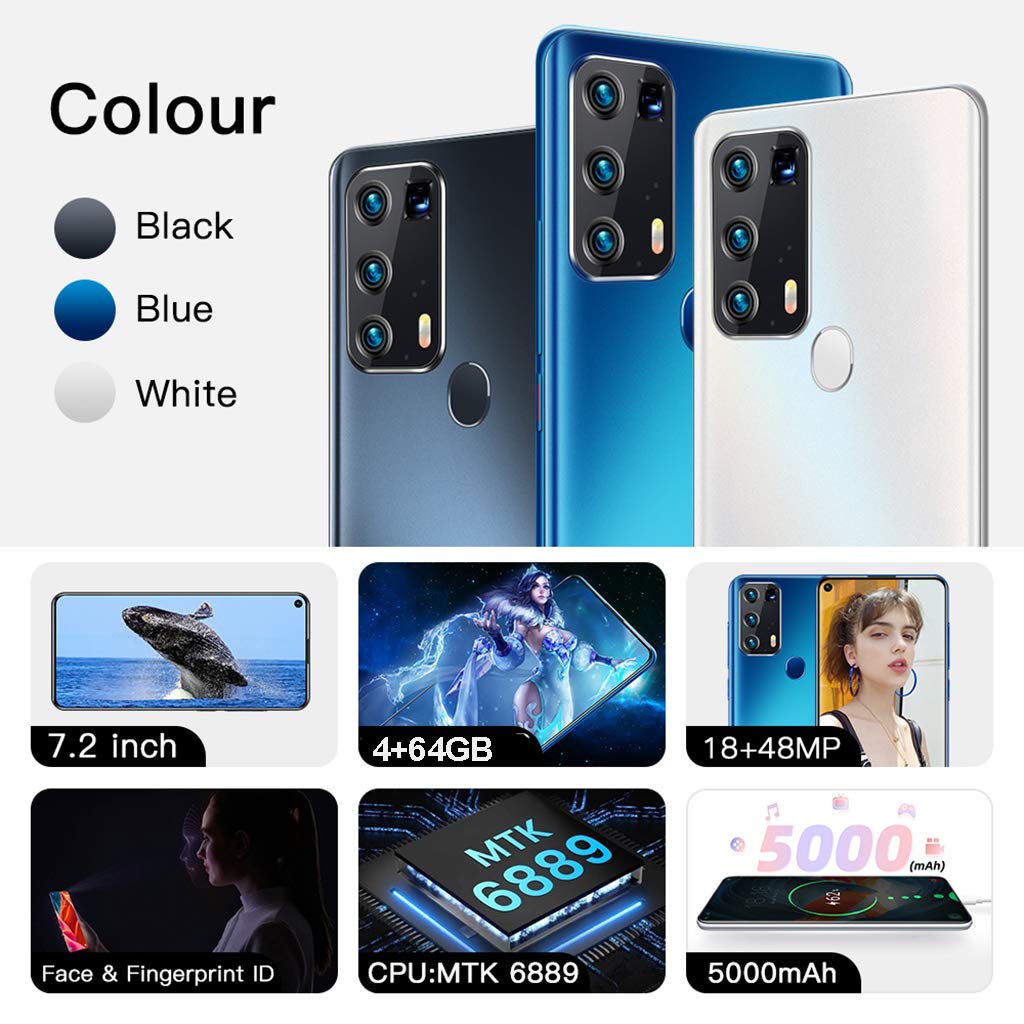 Colour
Black
Blue
White
7.2 inch
4+64GB
18+48MP
Face & Fingerprint ID
MTK
6889
CPU:MTK 6889
5000
(mAh)
62
5000mAh